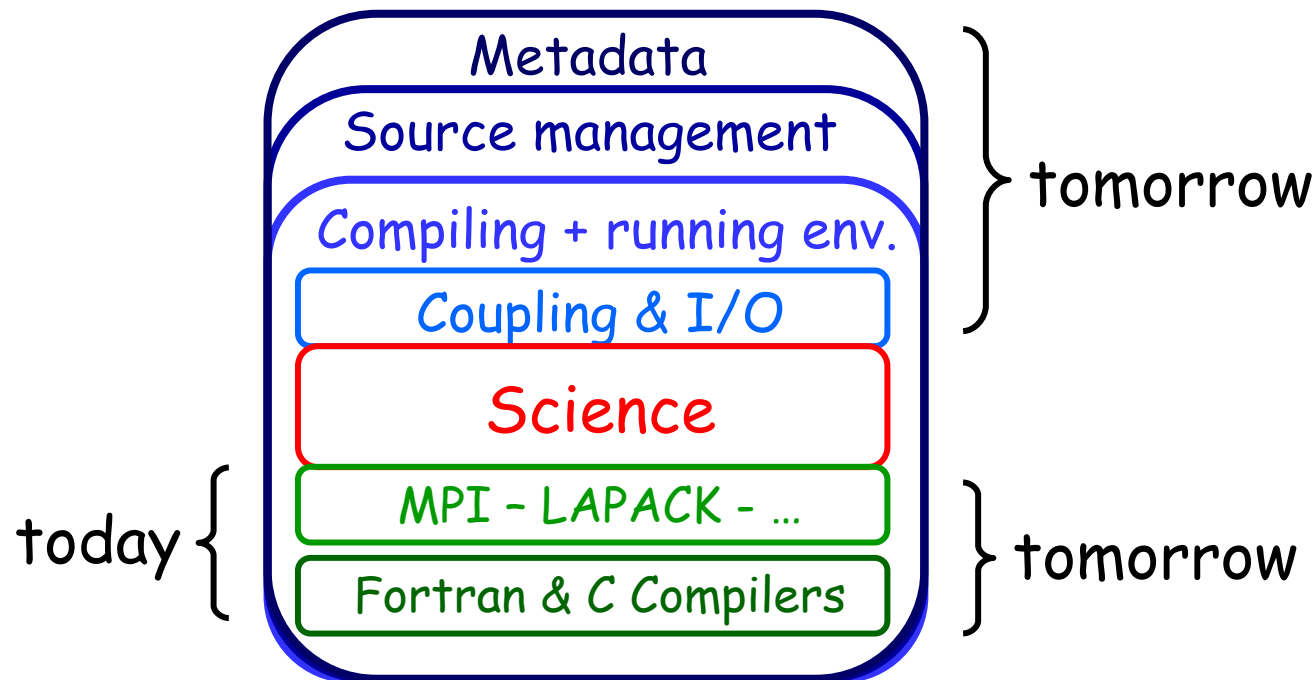 Metadata
Source management
tomorrow
Compiling + running env.
Coupling & I/O
Science
MPI – LAPACK - ...
today
tomorrow
Fortran & C Compilers